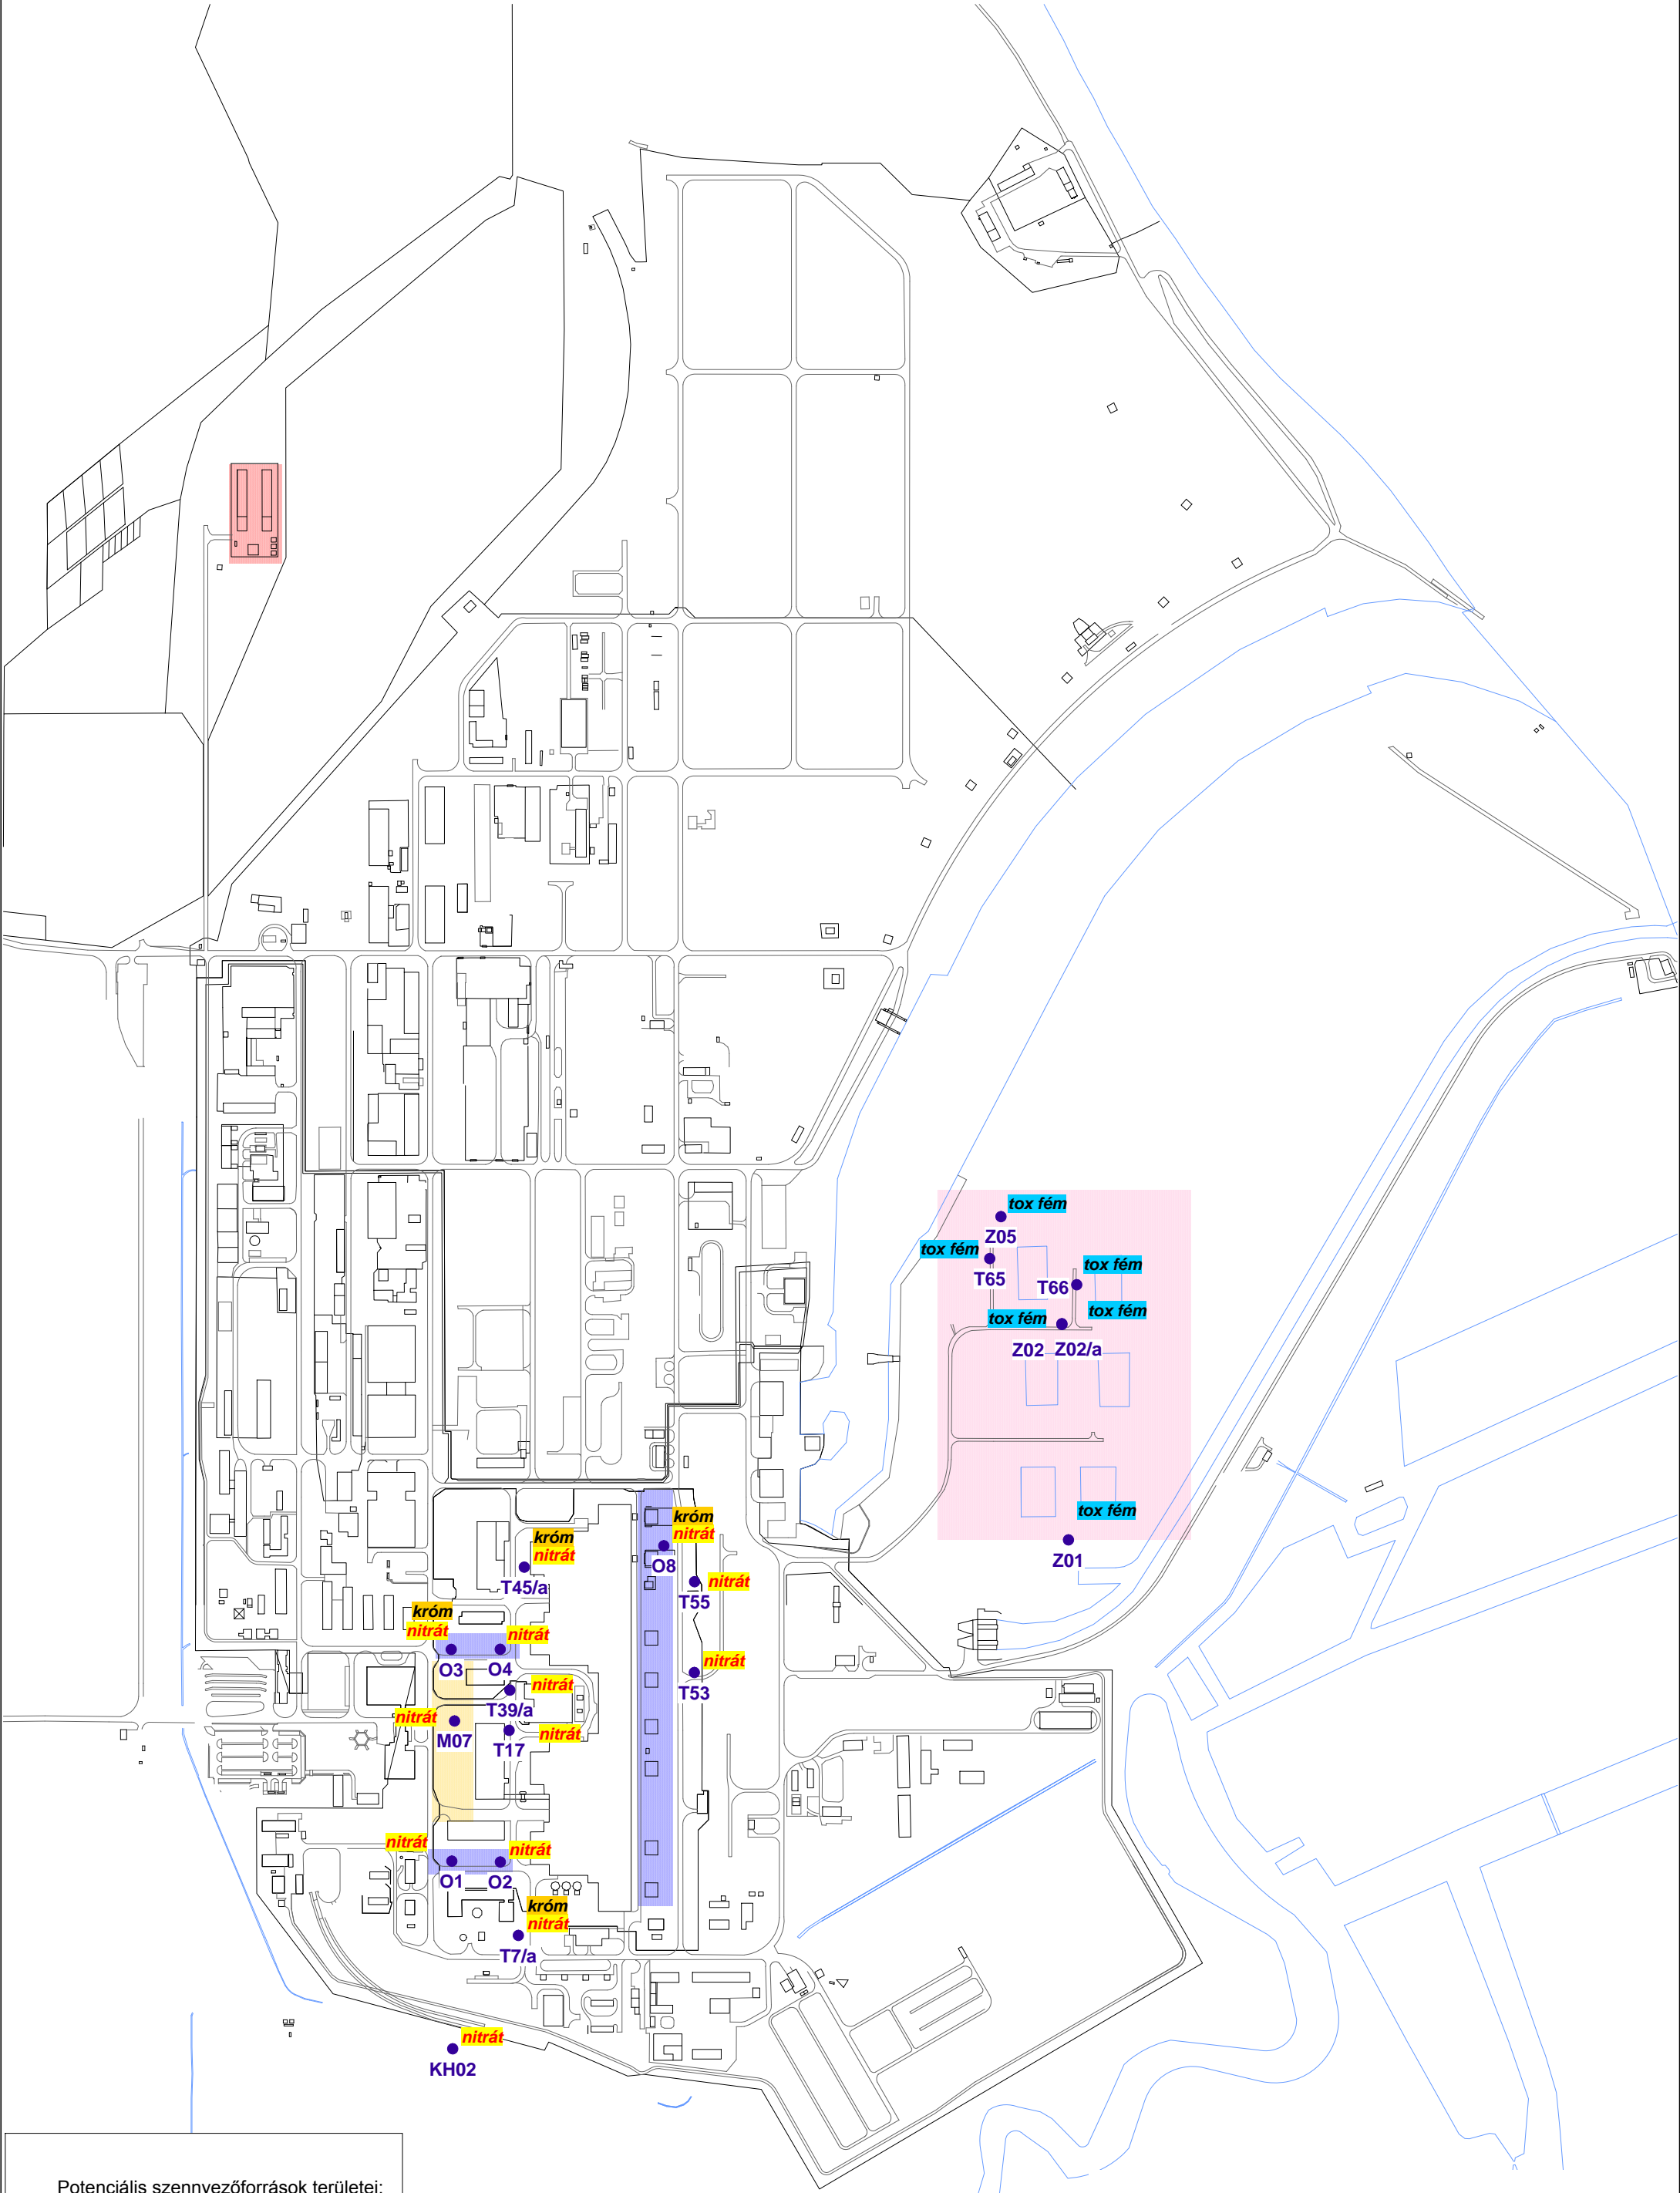 tox fém
Z05
tox fém
T65
tox fém
T66
tox fém
tox fém
Z02
Z02/a
tox fém
Z01
króm
nitrát
O8
króm
nitrát
T45/a
nitrát
T55
króm
nitrát
O3
nitrát
O4
nitrát
T53
nitrát
T39/a
nitrát
M07
nitrát
T17
nitrát
O1
nitrát
O2
króm
nitrát
T7/a
nitrát
KH02
Potenciális szennyezőforrások területei: